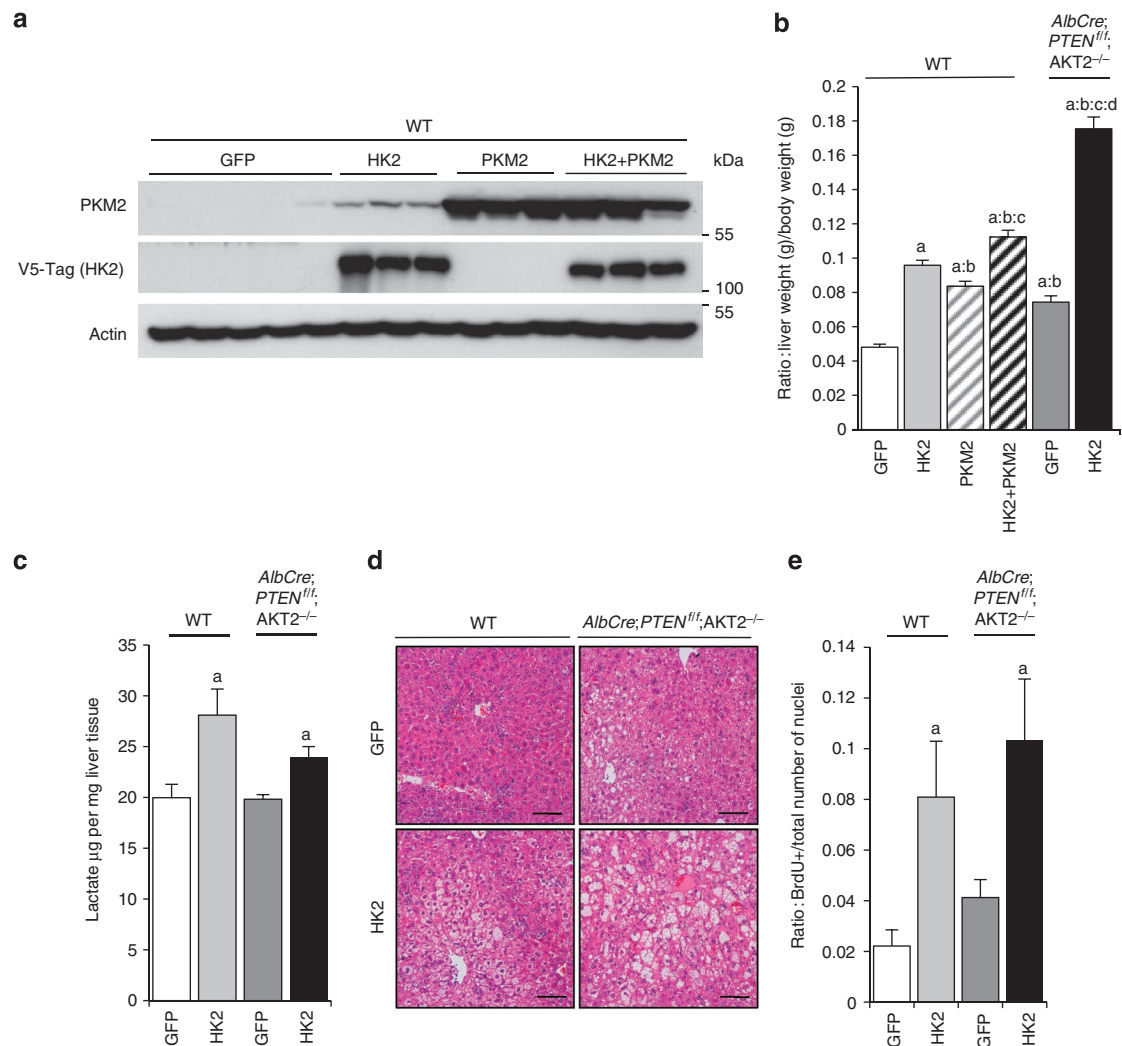 a
WT
GFP HK2 PKM2 HK2+PKM2 kDa
PKM2
55
V5-Tag (HK2)
100
55
Actin
b
AlbCre;
PTEN f/f;
AKT2–/–
WT
Ratio : liver weight (g)/body weight (g)
0.2
0.18
0.16
0.14
0.12
0.1
0.08
0.06
0.04
0.02
0
a
a:b
a:b:c
a:b
a:b:c:d
GFP
HK2
PKM2
HK2+PKM2
GFP
HK2
c
AlbCre;
PTEN f/f;
AKT2–/–
WT
Lactate µg per mg liver tissue
35
30
25
20
15
10
5
0
a
a
GFP
HK2
GFP
HK2
d
WT
AlbCre;PTEN f/f;AKT2–/–
GFP
HK2
e
AlbCre;
PTEN f/f;
AKT2–/–
WT
Ratio : BrdU+/total number of nuclei
0.14
0.12
0.1
0.08
0.06
0.04
0.02
0
a
a
GFP
HK2
GFP
HK2